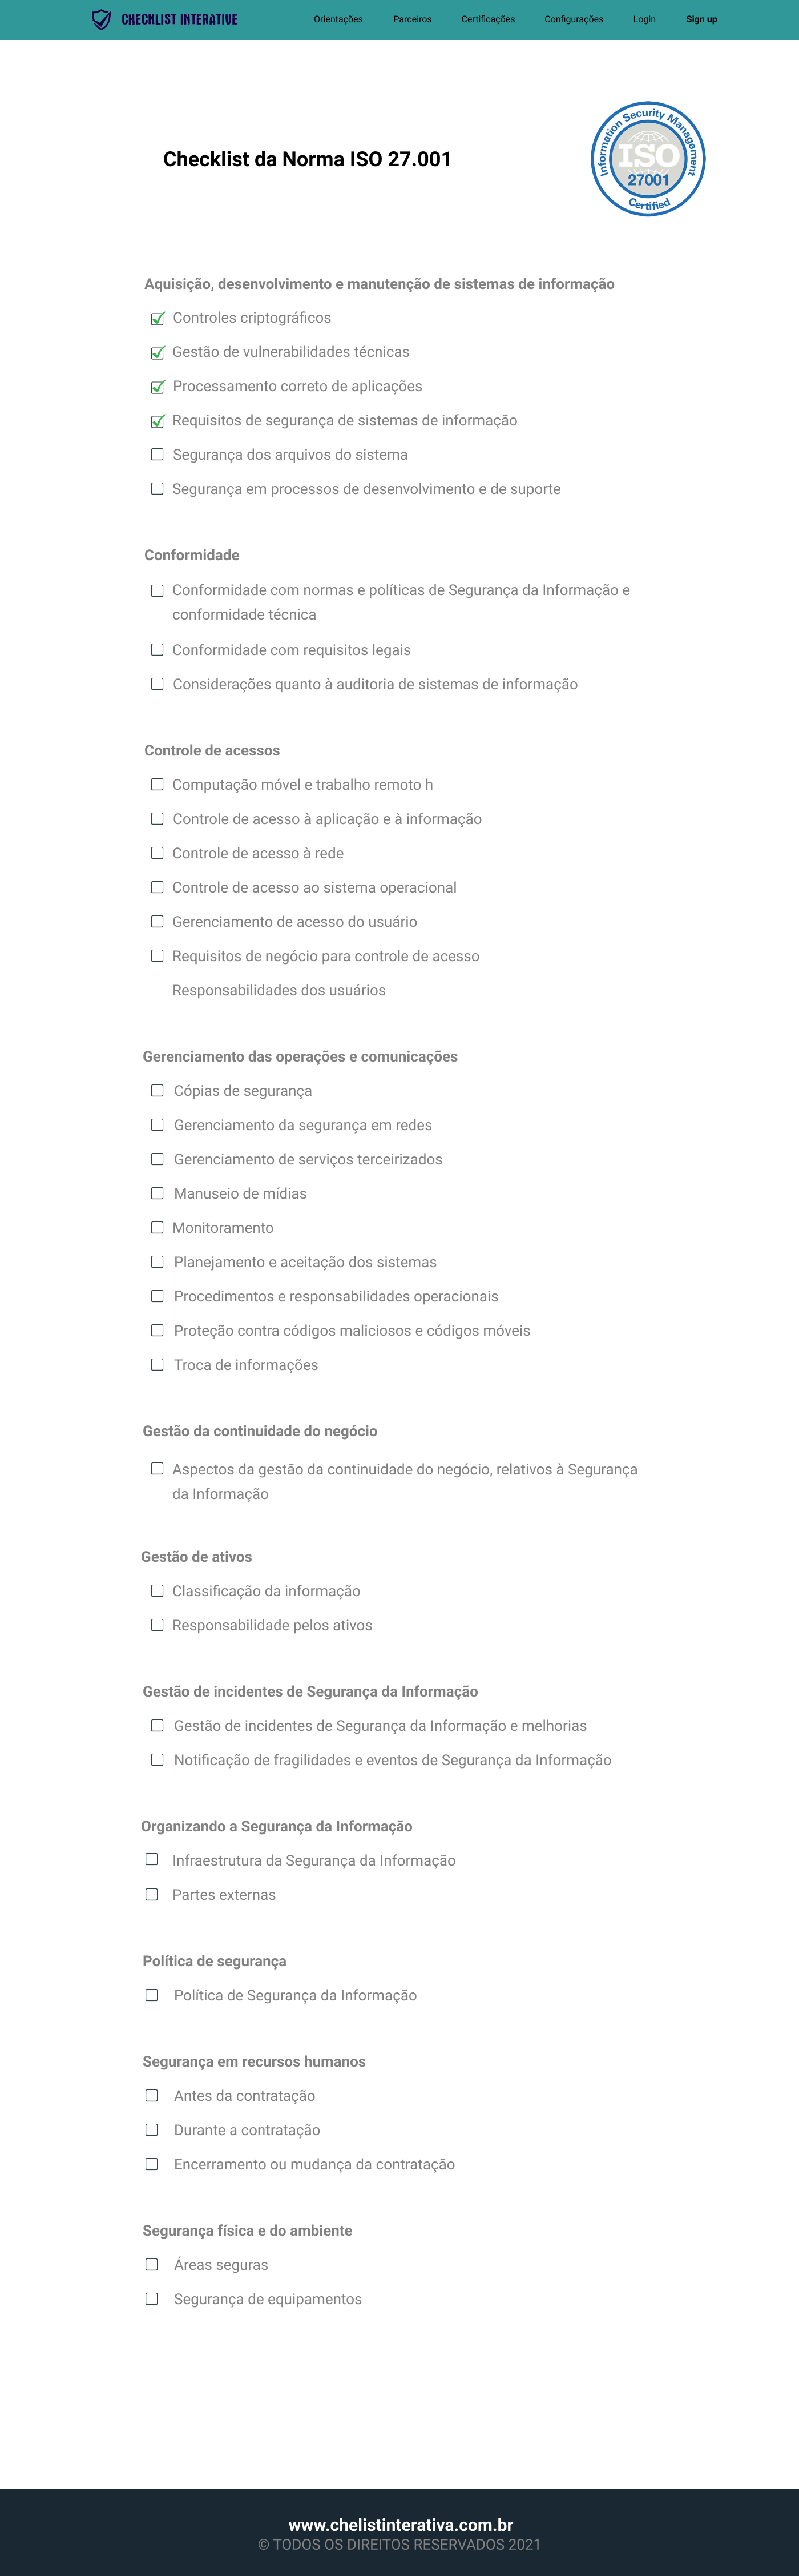 CHECKLIST INTERATIVE
Orientações
Parceiros
Certificações
Configurações
Login
Sign up
Checklist da Norma ISO 27.001
Information Security Management
ISO
27001
Certified
Aquisição, desenvolvimento e manutenção de sistemas de informação
Controles criptográficos
Gestão de vulnerabilidades técnicas
Processamento correto de aplicações
Requisitos de segurança de sistemas de informação
Segurança dos arquivos do sistema
Segurança em processos de desenvolvimento e de suporte
Conformidade
Conformidade com normas e políticas de Segurança da Informação e
conformidade técnica
Conformidade com requisitos legais
Considerações quanto à auditoria de sistemas de informação
Controle de acessos
Computação móvel e trabalho remoto h
Controle de acesso à aplicação e à informação
Controle de acesso à rede
Controle de acesso ao sistema operacional
Gerenciamento de acesso do usuário
Requisitos de negócio para controle de acesso
Responsabilidades dos usuários
Gerenciamento das operações e comunicações
Cópias de segurança
Gerenciamento da segurança em redes
Gerenciamento de serviços terceirizados
Manuseio de mídias
Monitoramento
Planejamento e aceitação dos sistemas
Procedimentos e responsabilidades operacionais
Proteção contra códigos maliciosos e códigos móveis
Troca de informações
Gestão da continuidade do negócio
Aspectos da gestão da continuidade do negócio, relativos à Segurança
da Informação
Gestão de ativos
Classificação da informação
Responsabilidade pelos ativos
Gestão de incidentes de Segurança da Informação
Gestão de incidentes de Segurança da Informação e melhorias
Notificação de fragilidades e eventos de Segurança da Informação
Organizando a Segurança da Informação
Infraestrutura da Segurança da Informação
Partes externas
Política de segurança
Política de Segurança da Informação
Segurança em recursos humanos
Antes da contratação
Durante a contratação
Encerramento ou mudança da contratação
Segurança física e do ambiente
Áreas seguras
Segurança de equipamentos
www.chelistinterativa.com.br
© TODOS OS DIREITOS RESERVADOS 2021